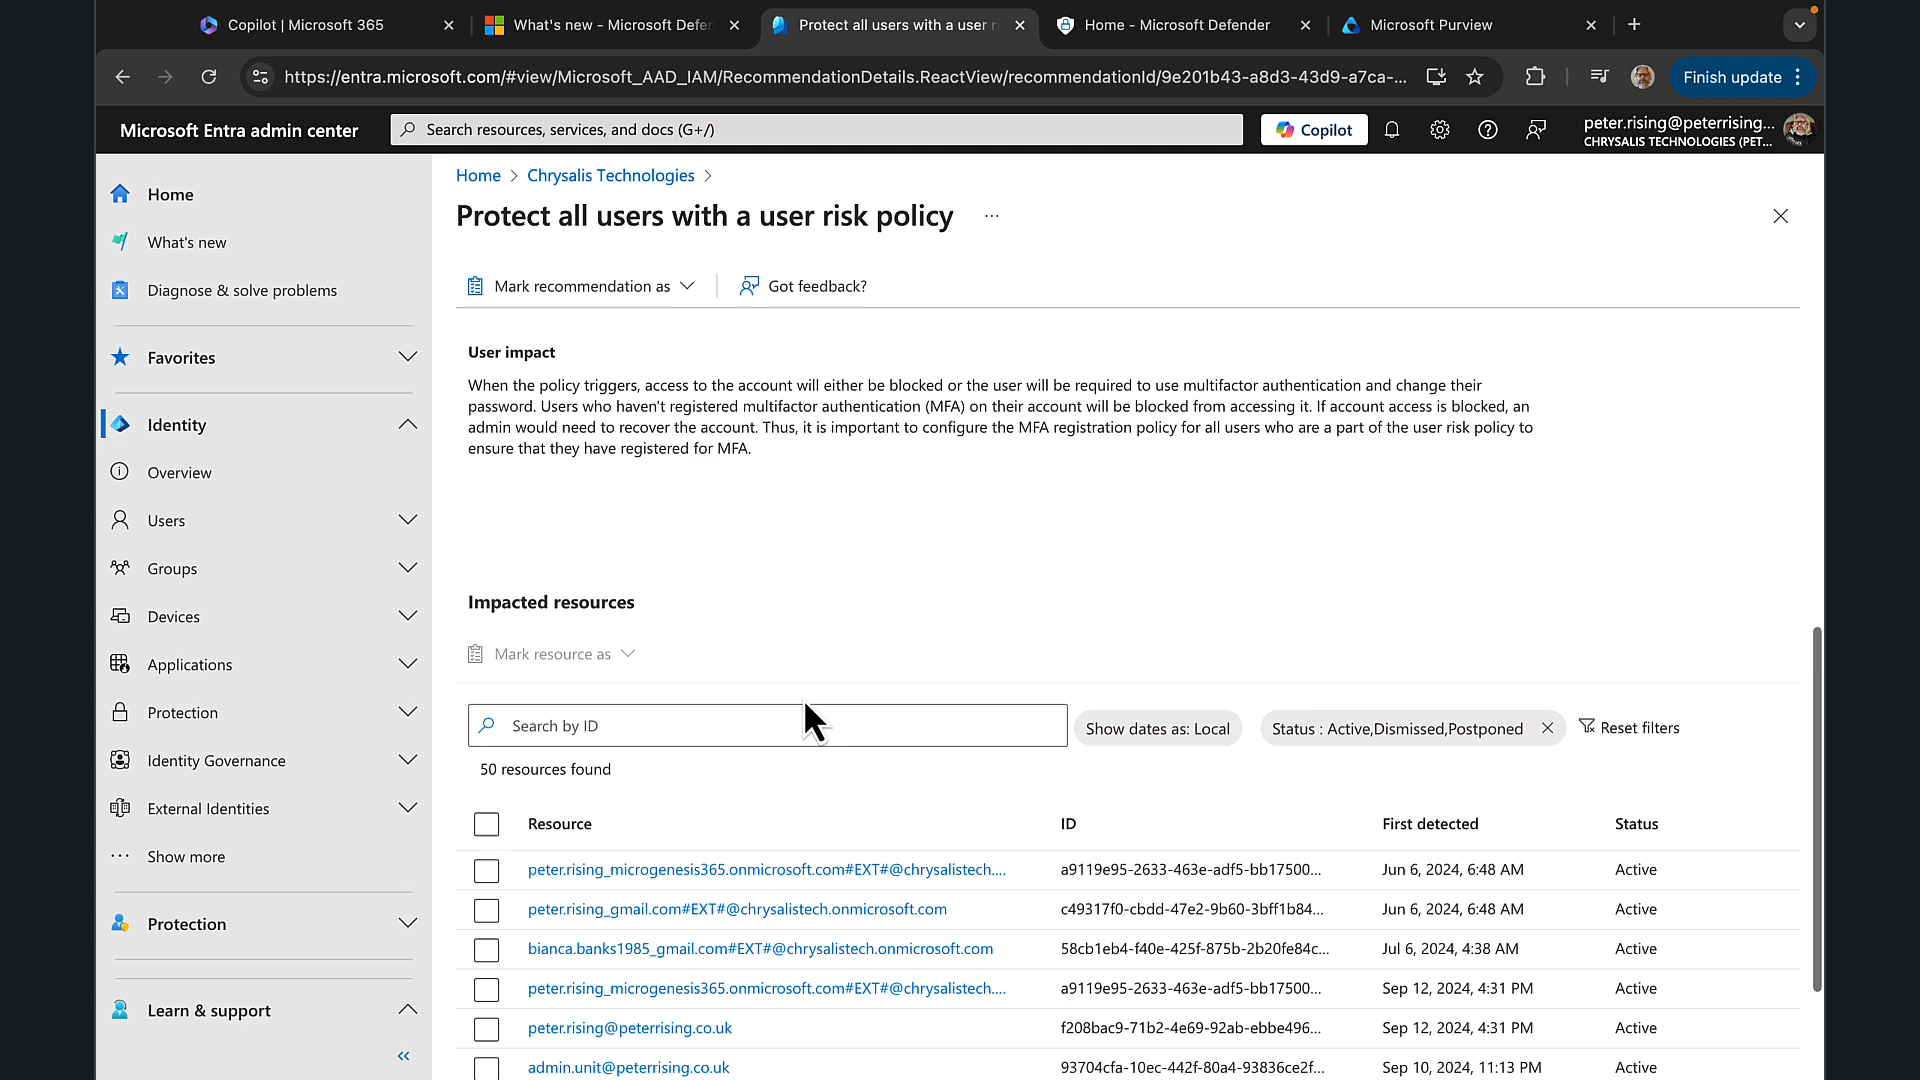 Copilot | Microsoft 365
What's new - Microsoft Defen
Protect all users with a user ri
Home - Microsoft Defender
Microsoft Purview
https://entra.microsoft.com/#view/Microsoft_AAD_IAM/RecommendationDetails.ReactView/recommendationId/9e201b43-a8d3-43d9-a7ca-...
Finish update
Microsoft Entra admin center
Search resources, services, and docs (G+/)
Copilot
peter.rising@peterrising...
CHRYSALIS TECHNOLOGIES (PET...
Home
What's new
Diagnose & solve problems
Favorites
Identity
Overview
Users
Groups
Devices
Applications
Protection
Identity Governance
External Identities
Show more
Protection
Learn & support
Home > Chrysalis Technologies >
Protect all users with a user risk policy ...
Mark recommendation as
Got feedback?
User impact
When the policy triggers, access to the account will either be blocked or the user will be required to use multifactor authentication and change their
password. Users who haven't registered multifactor authentication (MFA) on their account will be blocked from accessing it. If account access is blocked, an
admin would need to recover the account. Thus, it is important to configure the MFA registration policy for all users who are a part of the user risk policy to
ensure that they have registered for MFA.
Impacted resources
Mark resource as
Search by ID
Show dates as: Local
Status : Active,Dismissed,Postponed
Reset filters
50 resources found
Resource ID First detected Status
peter.rising_microgenesis365.onmicrosoft.com#EXT#@chrysalistech.... a9119e95-2633-463e-adf5-bb17500... Jun 6, 2024, 6:48 AM Active
peter.rising_gmail.com#EXT#@chrysalistech.onmicrosoft.com c49317f0-cbdd-47e2-9b60-3bff1b84... Jun 6, 2024, 6:48 AM Active
bianca.banks1985_gmail.com#EXT#@chrysalistech.onmicrosoft.com 58cb1eb4-f40e-425f-875b-2b20fe84c... Jul 6, 2024, 4:38 AM Active
peter.rising_microgenesis365.onmicrosoft.com#EXT#@chrysalistech.... a9119e95-2633-463e-adf5-bb17500... Sep 12, 2024, 4:31 PM Active
peter.rising@peterrising.co.uk f208bac9-71b2-4e69-92ab-ebbe496... Sep 12, 2024, 4:31 PM Active
admin.unit@peterrising.co.uk 93704cfa-10ec-442f-80a4-93836ce2f... Sep 10, 2024, 11:13 PM Active